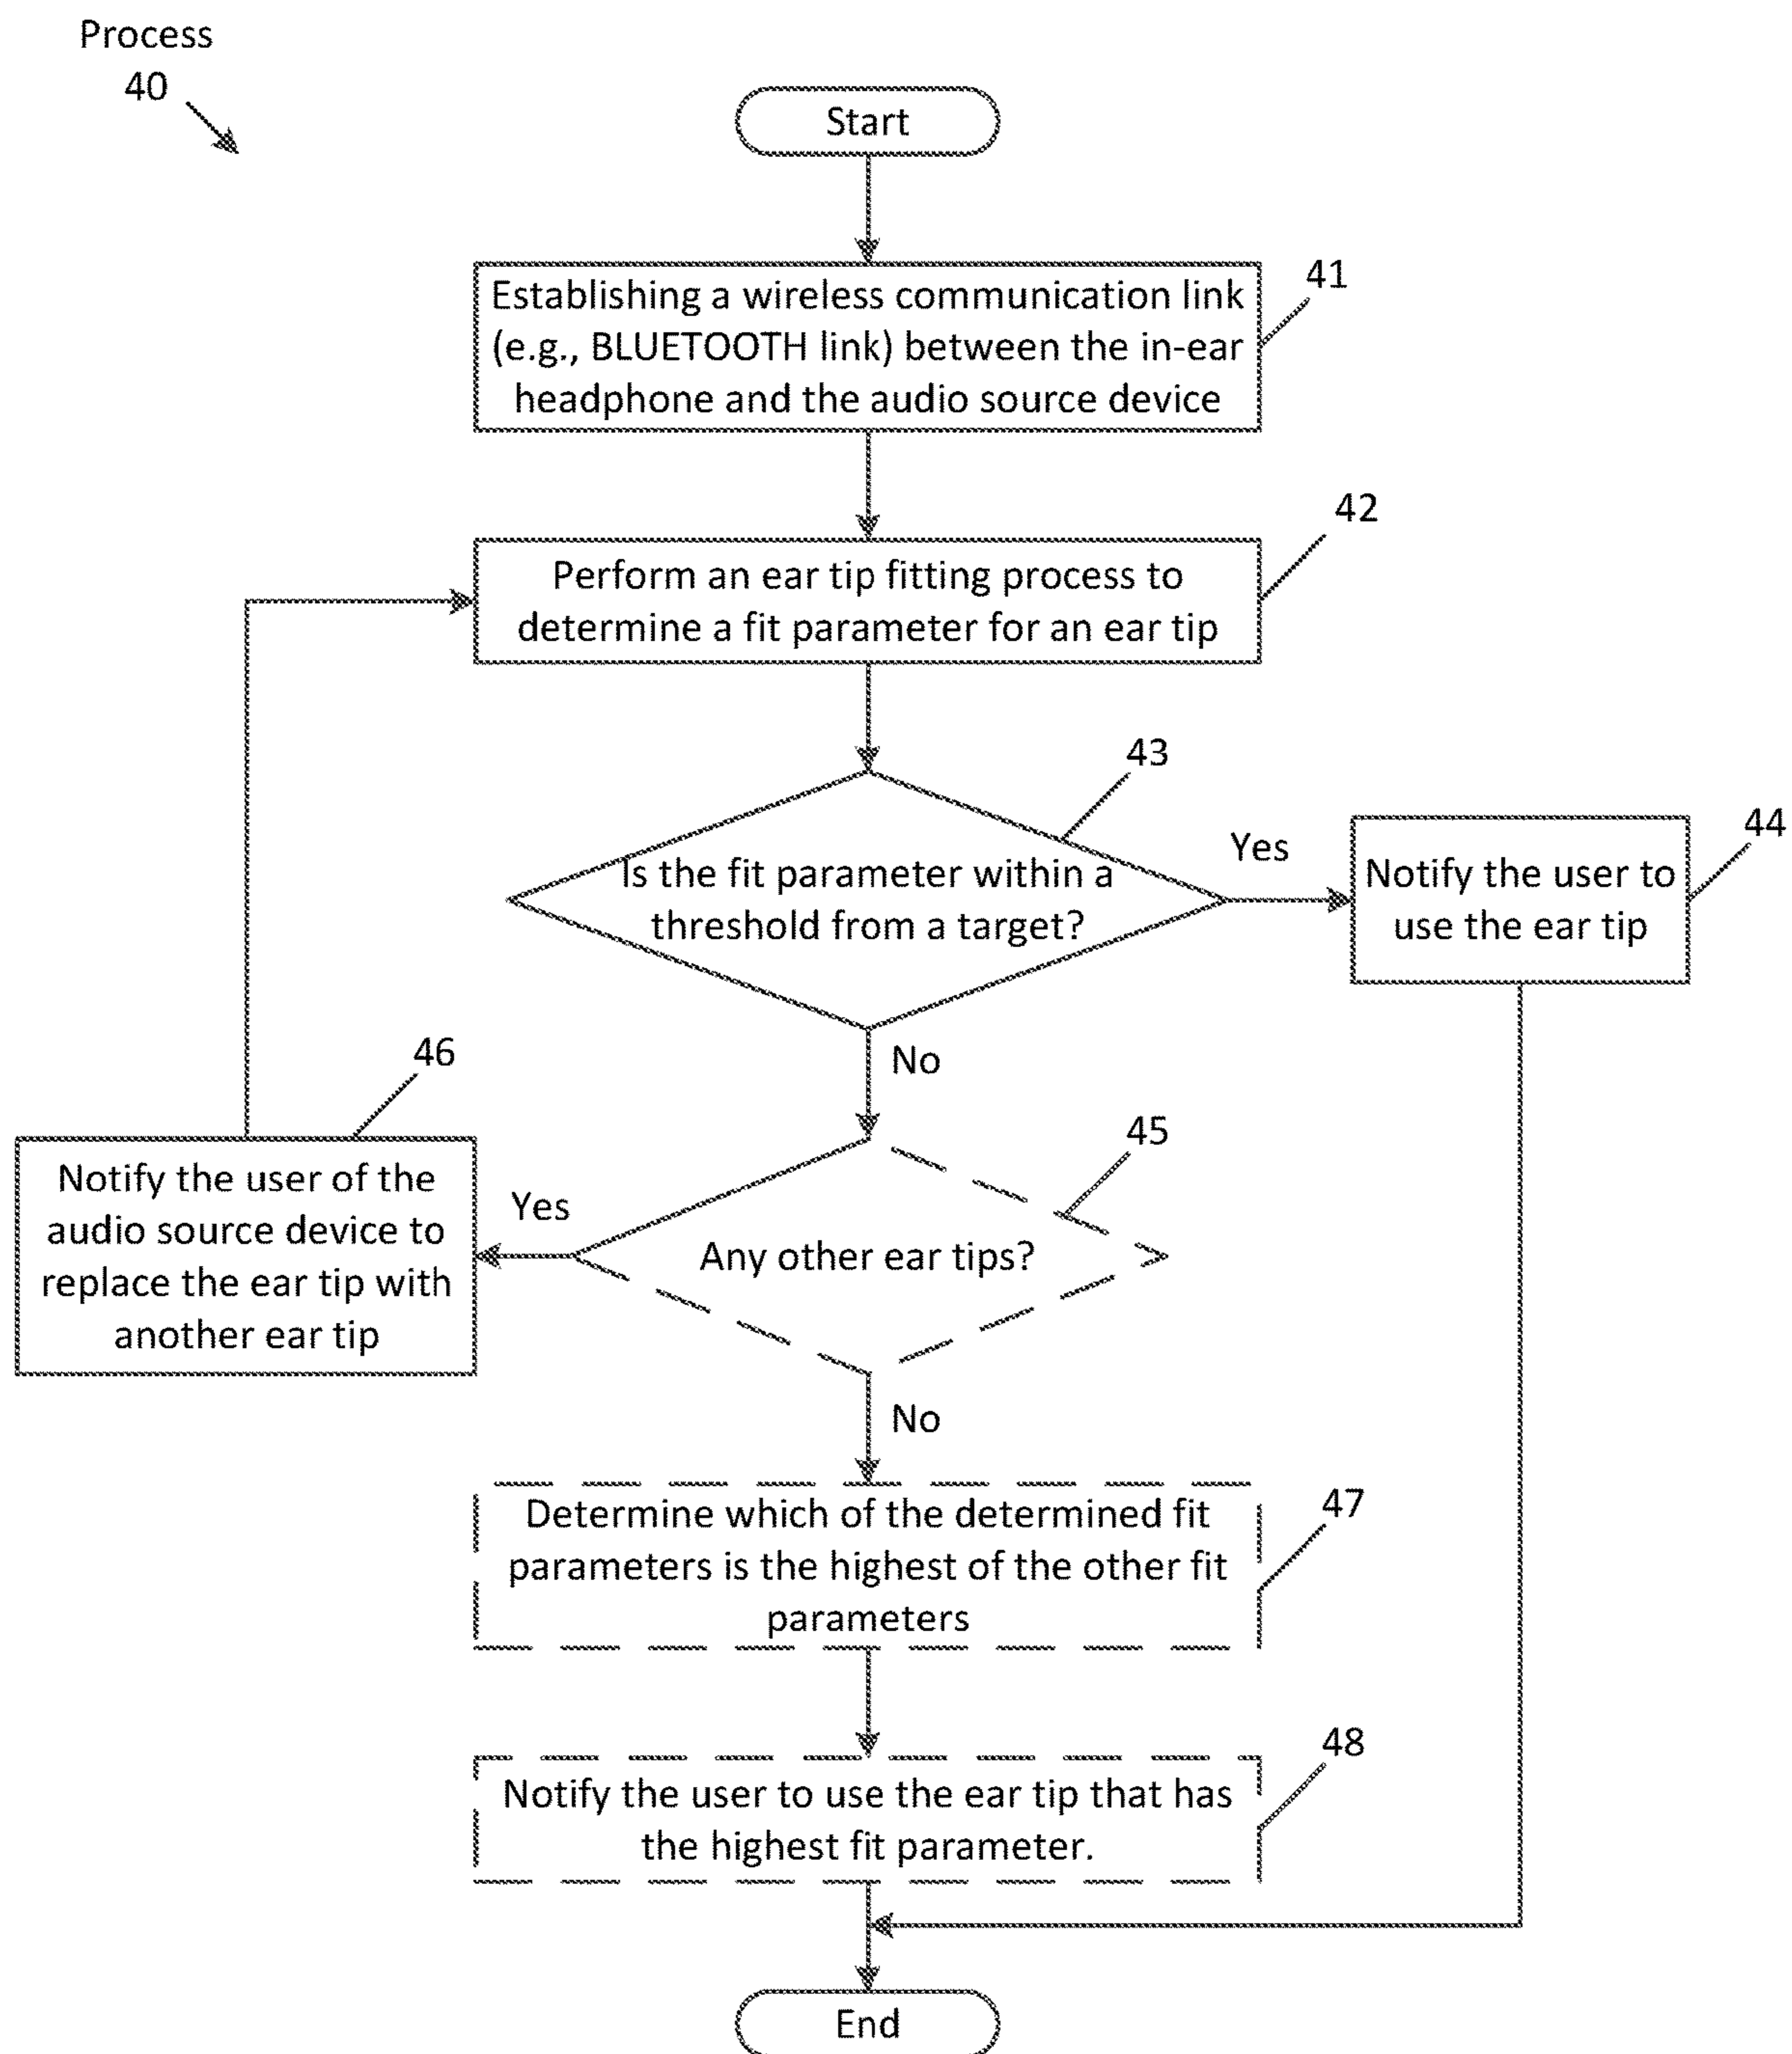 Process
40
Start
41
Establishing a wireless communication link
(e.g., BLUETOOTH link) between the in-ear
headphone and the audio source device
42
Perform an ear tip fitting process to
determine a fit parameter for an ear tip
43
Is the fit parameter within a
threshold from a target?
Yes
44
Notify the user to
use the ear tip
No
45
Any other ear tips?
Yes
46
Notify the user of the
audio source device to
replace the ear tip with
another ear tip
No
47
Determine which of the determined fit
parameters is the highest of the other fit
parameters
48
Notify the user to use the ear tip that has
the highest fit parameter.
End